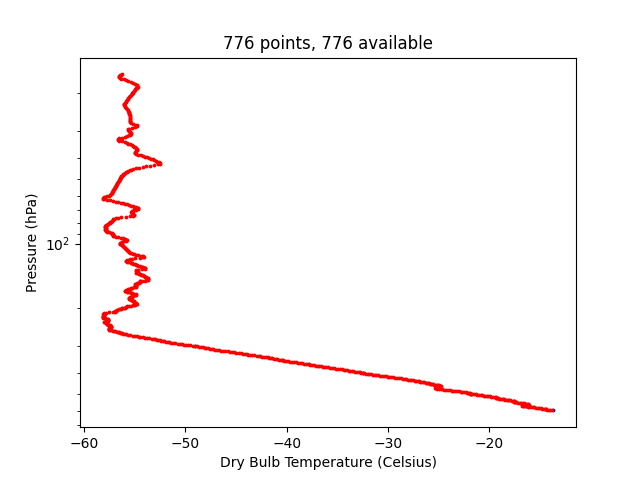 776 points, 776 available
Pressure (hPa)
10²
−60 −50 −40 −30 −20
Dry Bulb Temperature (Celsius)